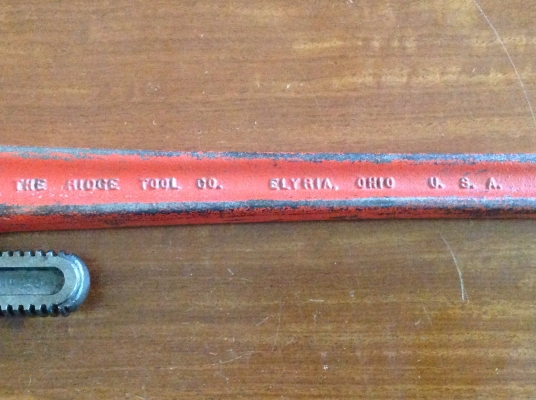 THE RIDGE TOOL CO. ELYRIA, OHIO U. S. A.